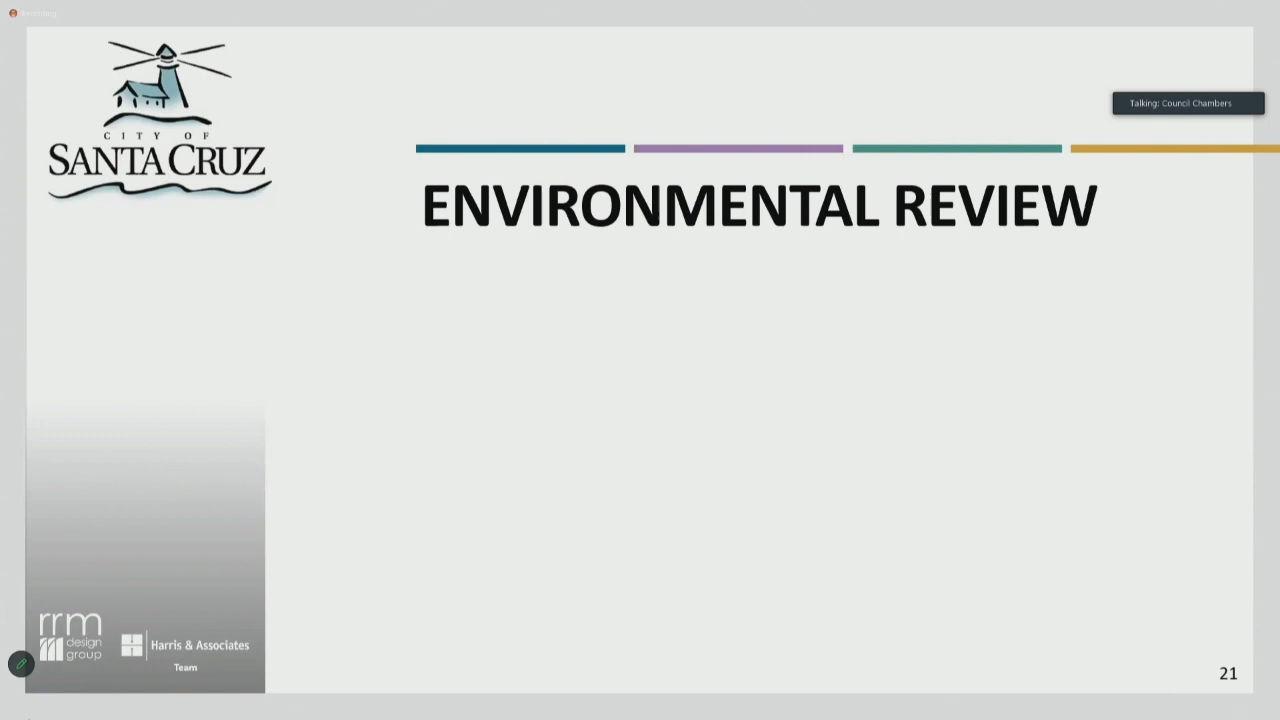 Talking: Council Chambers
CITY OF
SANTA CRUZ
ENVIRONMENTAL REVIEW
rrm
design
group
Harris & Associates
Team
21